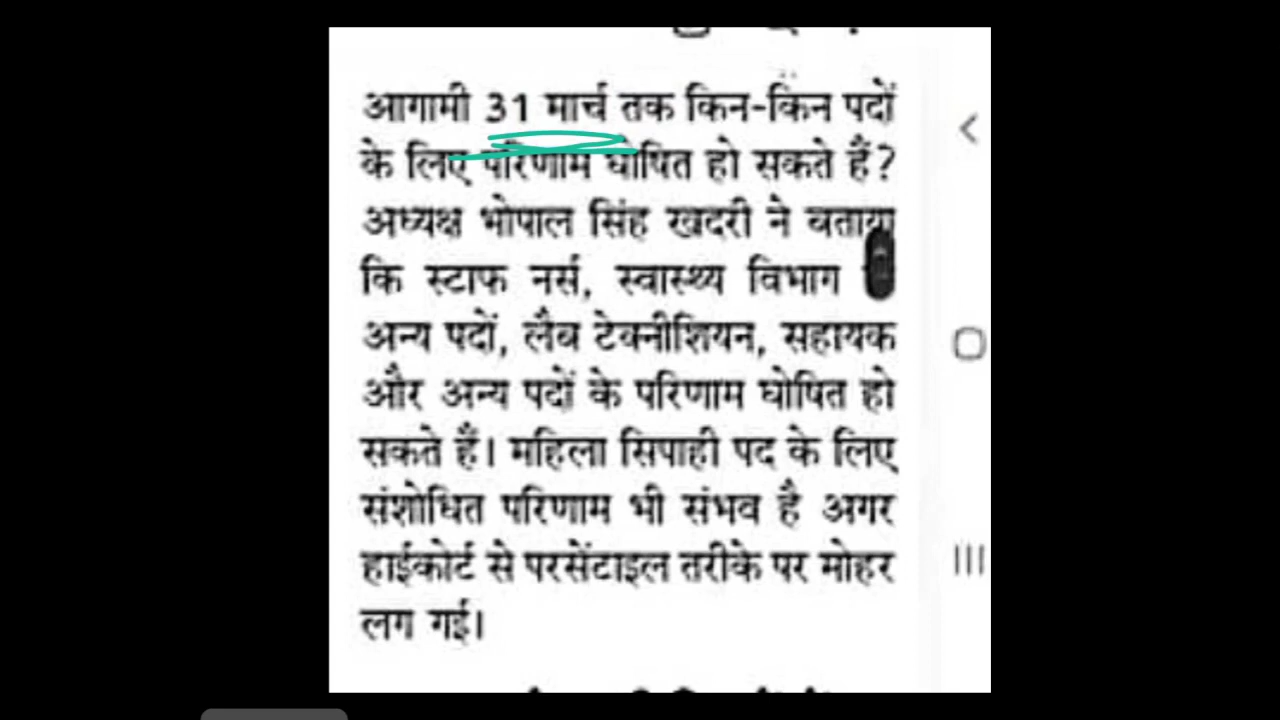 आगामी 31 मार्च तक किन-किन पदों
के लिए परिणाम घोषित हो सकते हैं?
अध्यक्ष भोपाल सिंह खदरी ने बताया
कि स्टाफ नर्स, स्वास्थ्य विभाग
अन्य पदों, लैब टेक्नीशियन, सहायक
और अन्य पदों के परिणाम घोषित हो
सकते हैं। महिला सिपाही पद के लिए
संशोधित परिणाम भी संभव है अगर
हाईकोर्ट से परसेंटाइल तरीके पर मोहर
लग गई।